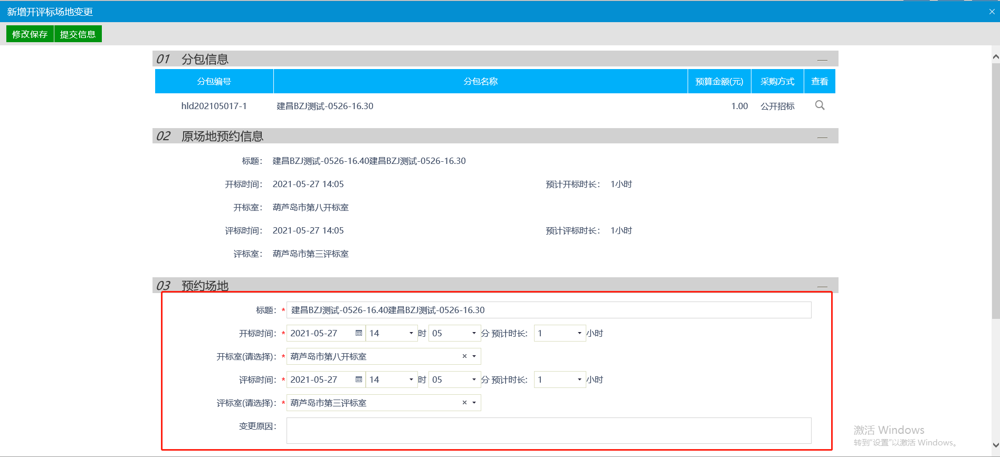 新增开评标场地变更
修改保存 提交信息
01 分包信息
分包编号 分包名称 预算金额(元) 采购方式 查看
hld202105017-1 建昌BZJ测试-0526-16.30 1.00 公开招标
02 原场地预约信息
标题： 建昌BZJ测试-0526-16.40建昌BZJ测试-0526-16.30
开标时间： 2021-05-27 14:05 预计开标时长： 1小时
开标室： 葫芦岛市第八开标室
评标时间： 2021-05-27 14:05 预计评标时长： 1小时
评标室： 葫芦岛市第三评标室
03 预约场地
标题：* 建昌BZJ测试-0526-16.40建昌BZJ测试-0526-16.30
开标时间：* 2021-05-27 14 时 05 分 预计时长: 1 小时
开标室(请选择)：* 葫芦岛市第八开标室 ×
评标时间：* 2021-05-27 14 时 05 分 预计时长: 1 小时
评标室(请选择)：* 葫芦岛市第三评标室 ×
变更原因：
激活 Windows
转到"设置"以激活 Windows。